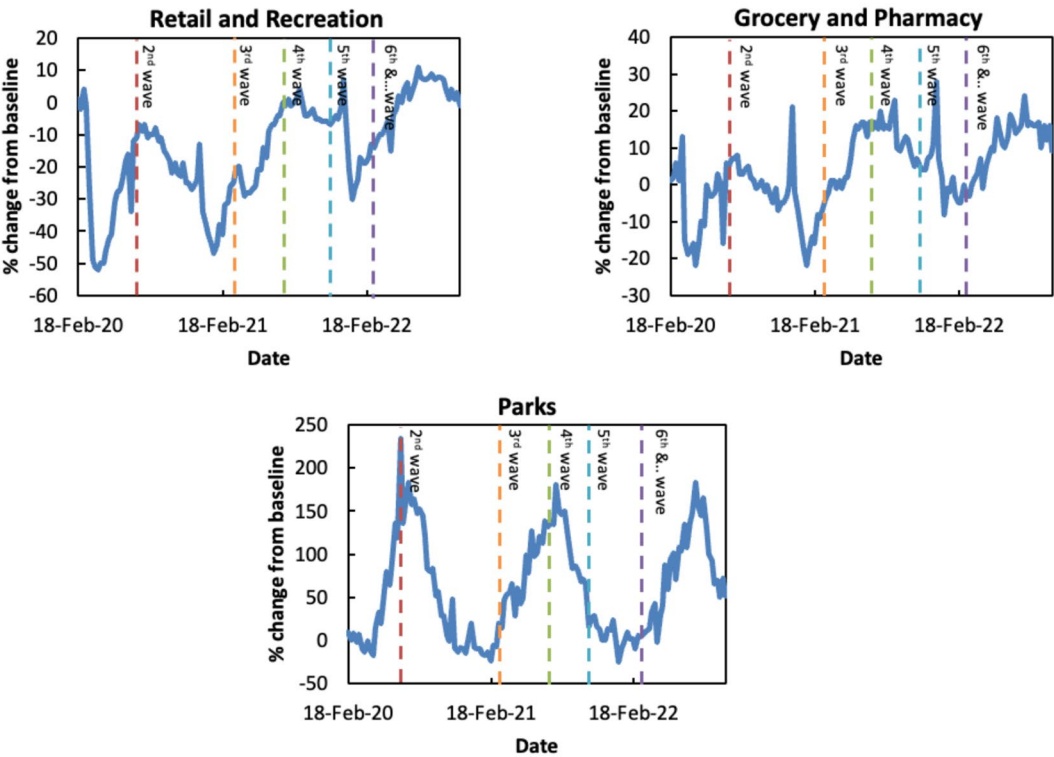 Retail and Recreation
% change from baseline
20
10
0
-10
-20
-30
-40
-50
-60
2nd wave
3rd wave
4th wave
5th wave
6th &... wave
18-Feb-20
18-Feb-21
18-Feb-22
Date
Grocery and Pharmacy
% change from baseline
40
30
20
10
0
-10
-20
-30
2nd wave
3rd wave
4th wave
5th wave
6th &.. wave
18-Feb-20
18-Feb-21
18-Feb-22
Date
Parks
% change from baseline
250
200
150
100
50
0
-50
2nd wave
3rd wave
4th wave
5th wave
6th &.. wave
18-Feb-20
18-Feb-21
18-Feb-22
Date